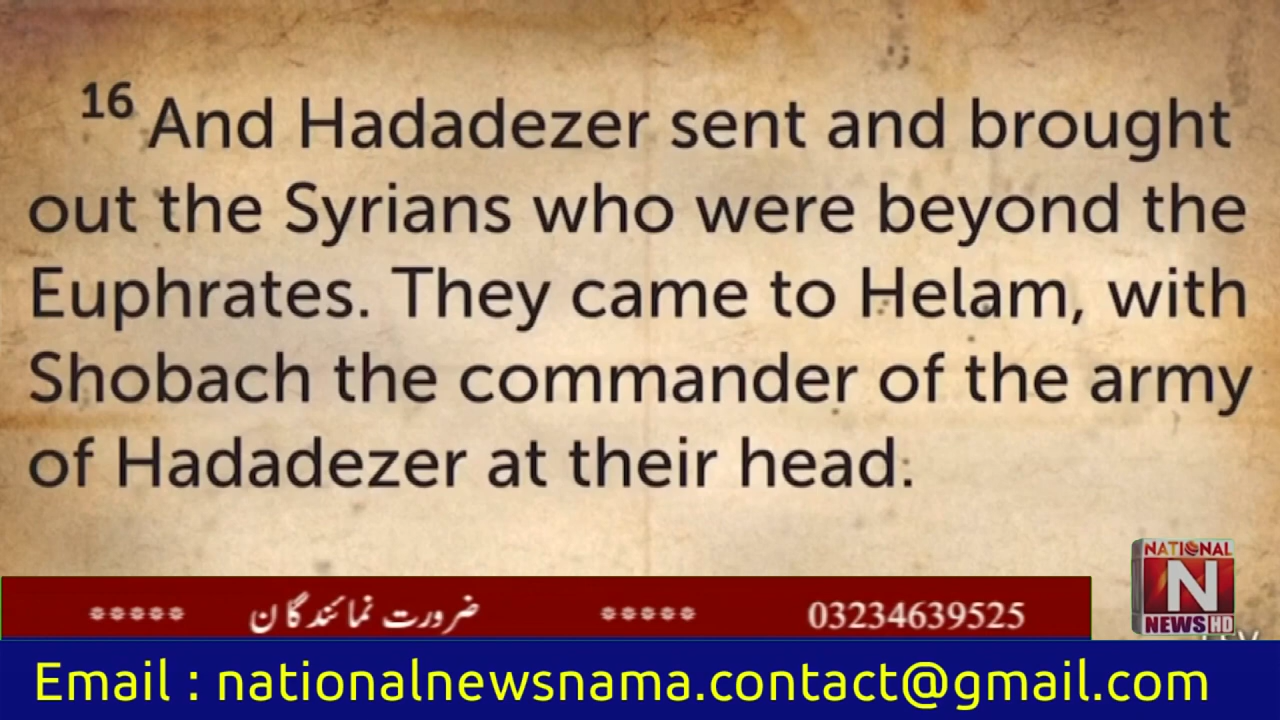 16 And Hadadezer sent and brought
out the Syrians who were beyond the
Euphrates. They came to Helam, with
Shobach the commander of the army
of Hadadezer at their head.
NATIONAL
N
NEWS HD
***** ضرورت نمائندگان ***** 03234639525
Email : nationalnewsnama.contact@gmail.com